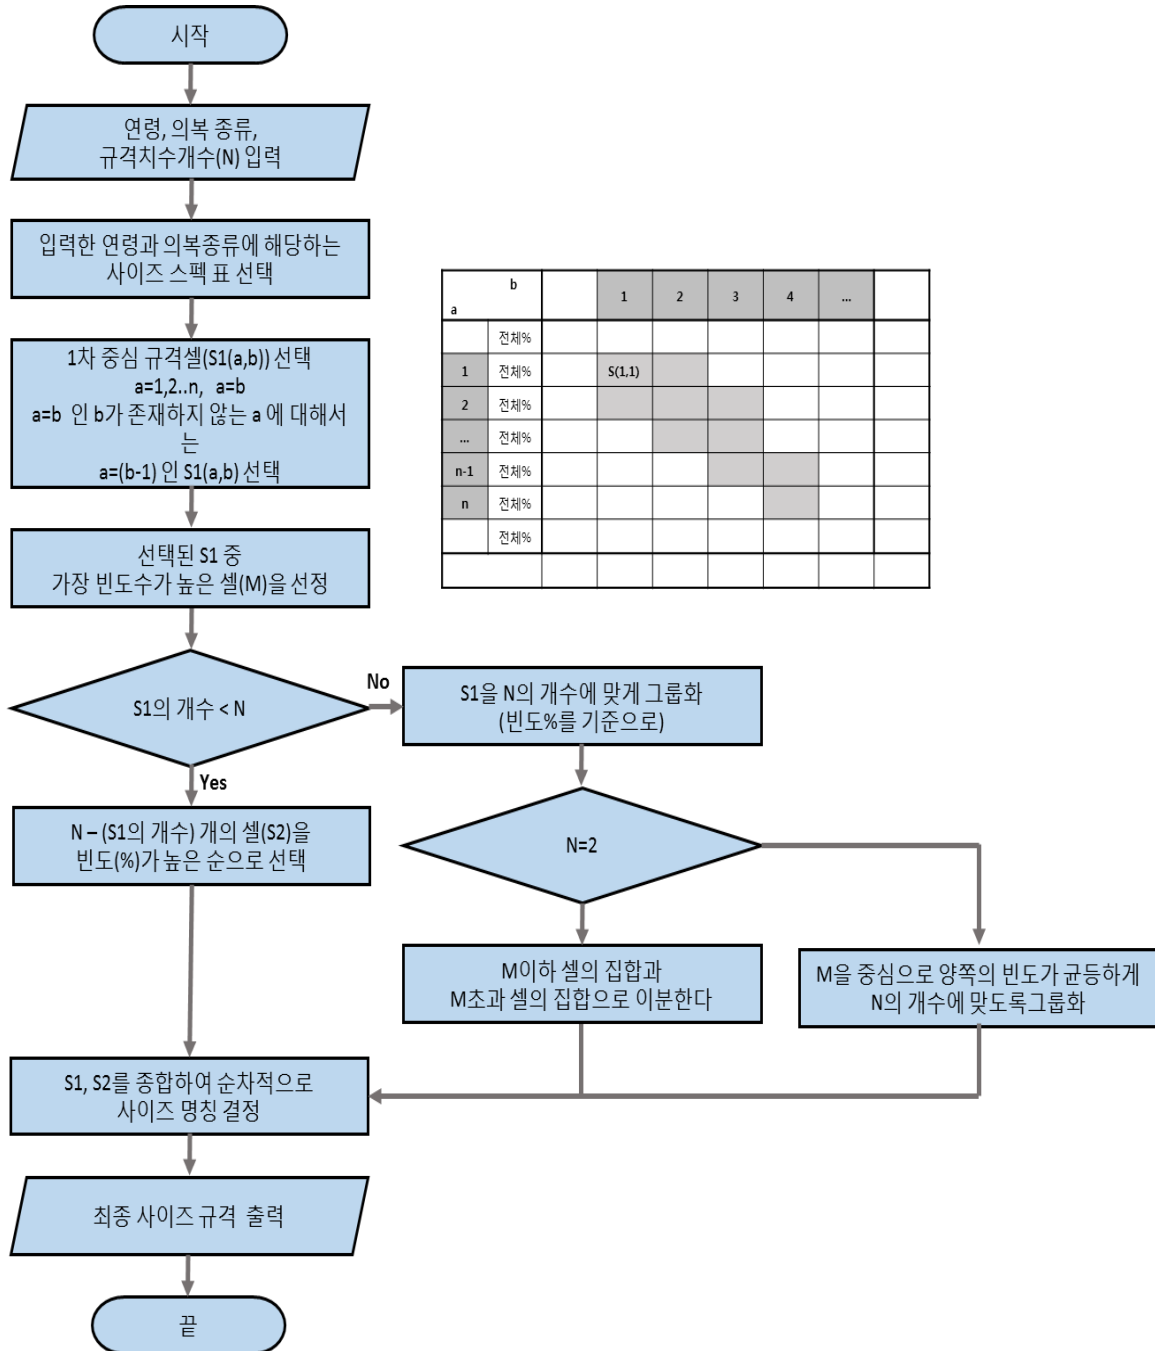 시작
연령, 의복 종류,
규격치수개수(N) 입력
입력한 연령과 의복종류에 해당하는
사이즈 스펙 표 선택
1차 중심 규격셀(S1(a,b)) 선택
a=1,2..n, a=b
a=b 인 b가 존재하지 않는 a 에 대해서
는
a=(b-1) 인 S1(a,b) 선택
선택된 S1 중
가장 빈도수가 높은 셀(M)을 선정
b
a
1 2 3 4 ...
전체%
1 전체% S(1,1)
2 전체%
... 전체%
n-1 전체%
n 전체%
전체%
S1의 개수 < N
No
Yes
S1을 N의 개수에 맞게 그룹화
(빈도%를 기준으로)
N – (S1의 개수) 개의 셀(S2)을
빈도(%)가 높은 순으로 선택
N=2
M이하 셀의 집합과
M초과 셀의 집합으로 이분한다
M을 중심으로 양쪽의 빈도가 균등하게
N의 개수에 맞도록그룹화
S1, S2를 종합하여 순차적으로
사이즈 명칭 결정
최종 사이즈 규격 출력
끝